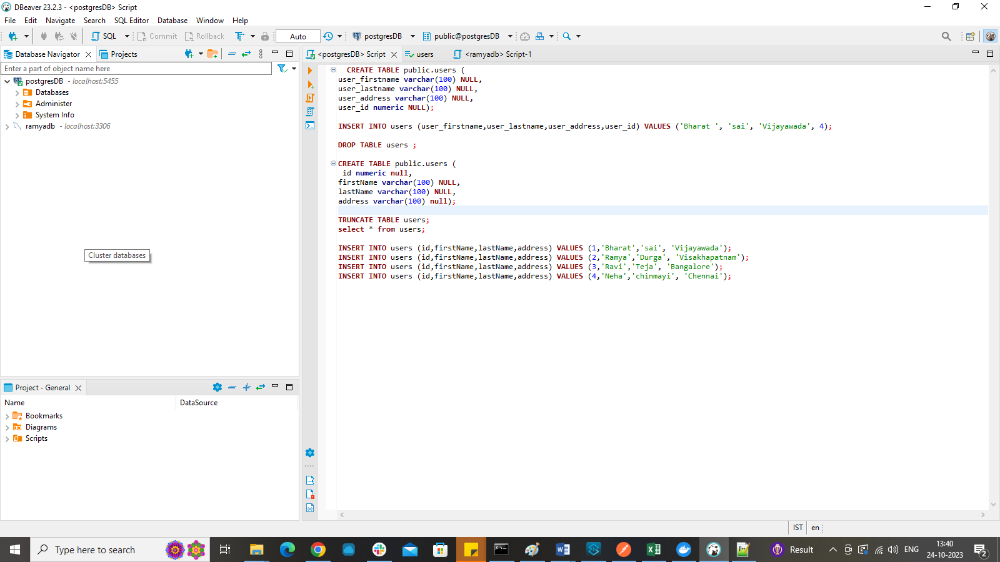 DBeaver 23.2.3 - <postgresDB> Script
File Edit Navigate Search SQL Editor Database Window Help
SQL Commit Rollback Auto postgresDB public@postgresDB
Database Navigator Projects
Enter a part of object name here
postgresDB - localhost:5455
Databases
Administer
System Info
ramyadb - localhost:3306
Cluster databases
Project - General
Name DataSource
Bookmarks
Diagrams
Scripts
<postgresDB> Script users <ramyadb> Script-1
CREATE TABLE public.users (
user_firstname varchar(100) NULL,
user_lastname varchar(100) NULL,
user_address varchar(100) NULL,
user_id numeric NULL);
INSERT INTO users (user_firstname,user_lastname,user_address,user_id) VALUES ('Bharat ', 'sai', 'Vijayawada', 4);
DROP TABLE users ;
CREATE TABLE public.users (
id numeric null,
firstName varchar(100) NULL,
lastName varchar(100) NULL,
address varchar(100) null);
TRUNCATE TABLE users;
select * from users;
INSERT INTO users (id,firstName,lastName,address) VALUES (1,'Bharat','sai', 'Vijayawada');
INSERT INTO users (id,firstName,lastName,address) VALUES (2,'Ramya','Durga', 'Visakhapatnam');
INSERT INTO users (id,firstName,lastName,address) VALUES (3,'Ravi','Teja', 'Bangalore');
INSERT INTO users (id,firstName,lastName,address) VALUES (4,'Neha','chinmayi', 'Chennai');
IST en
Type here to search
Result ENG
13:40
24-10-2023
2